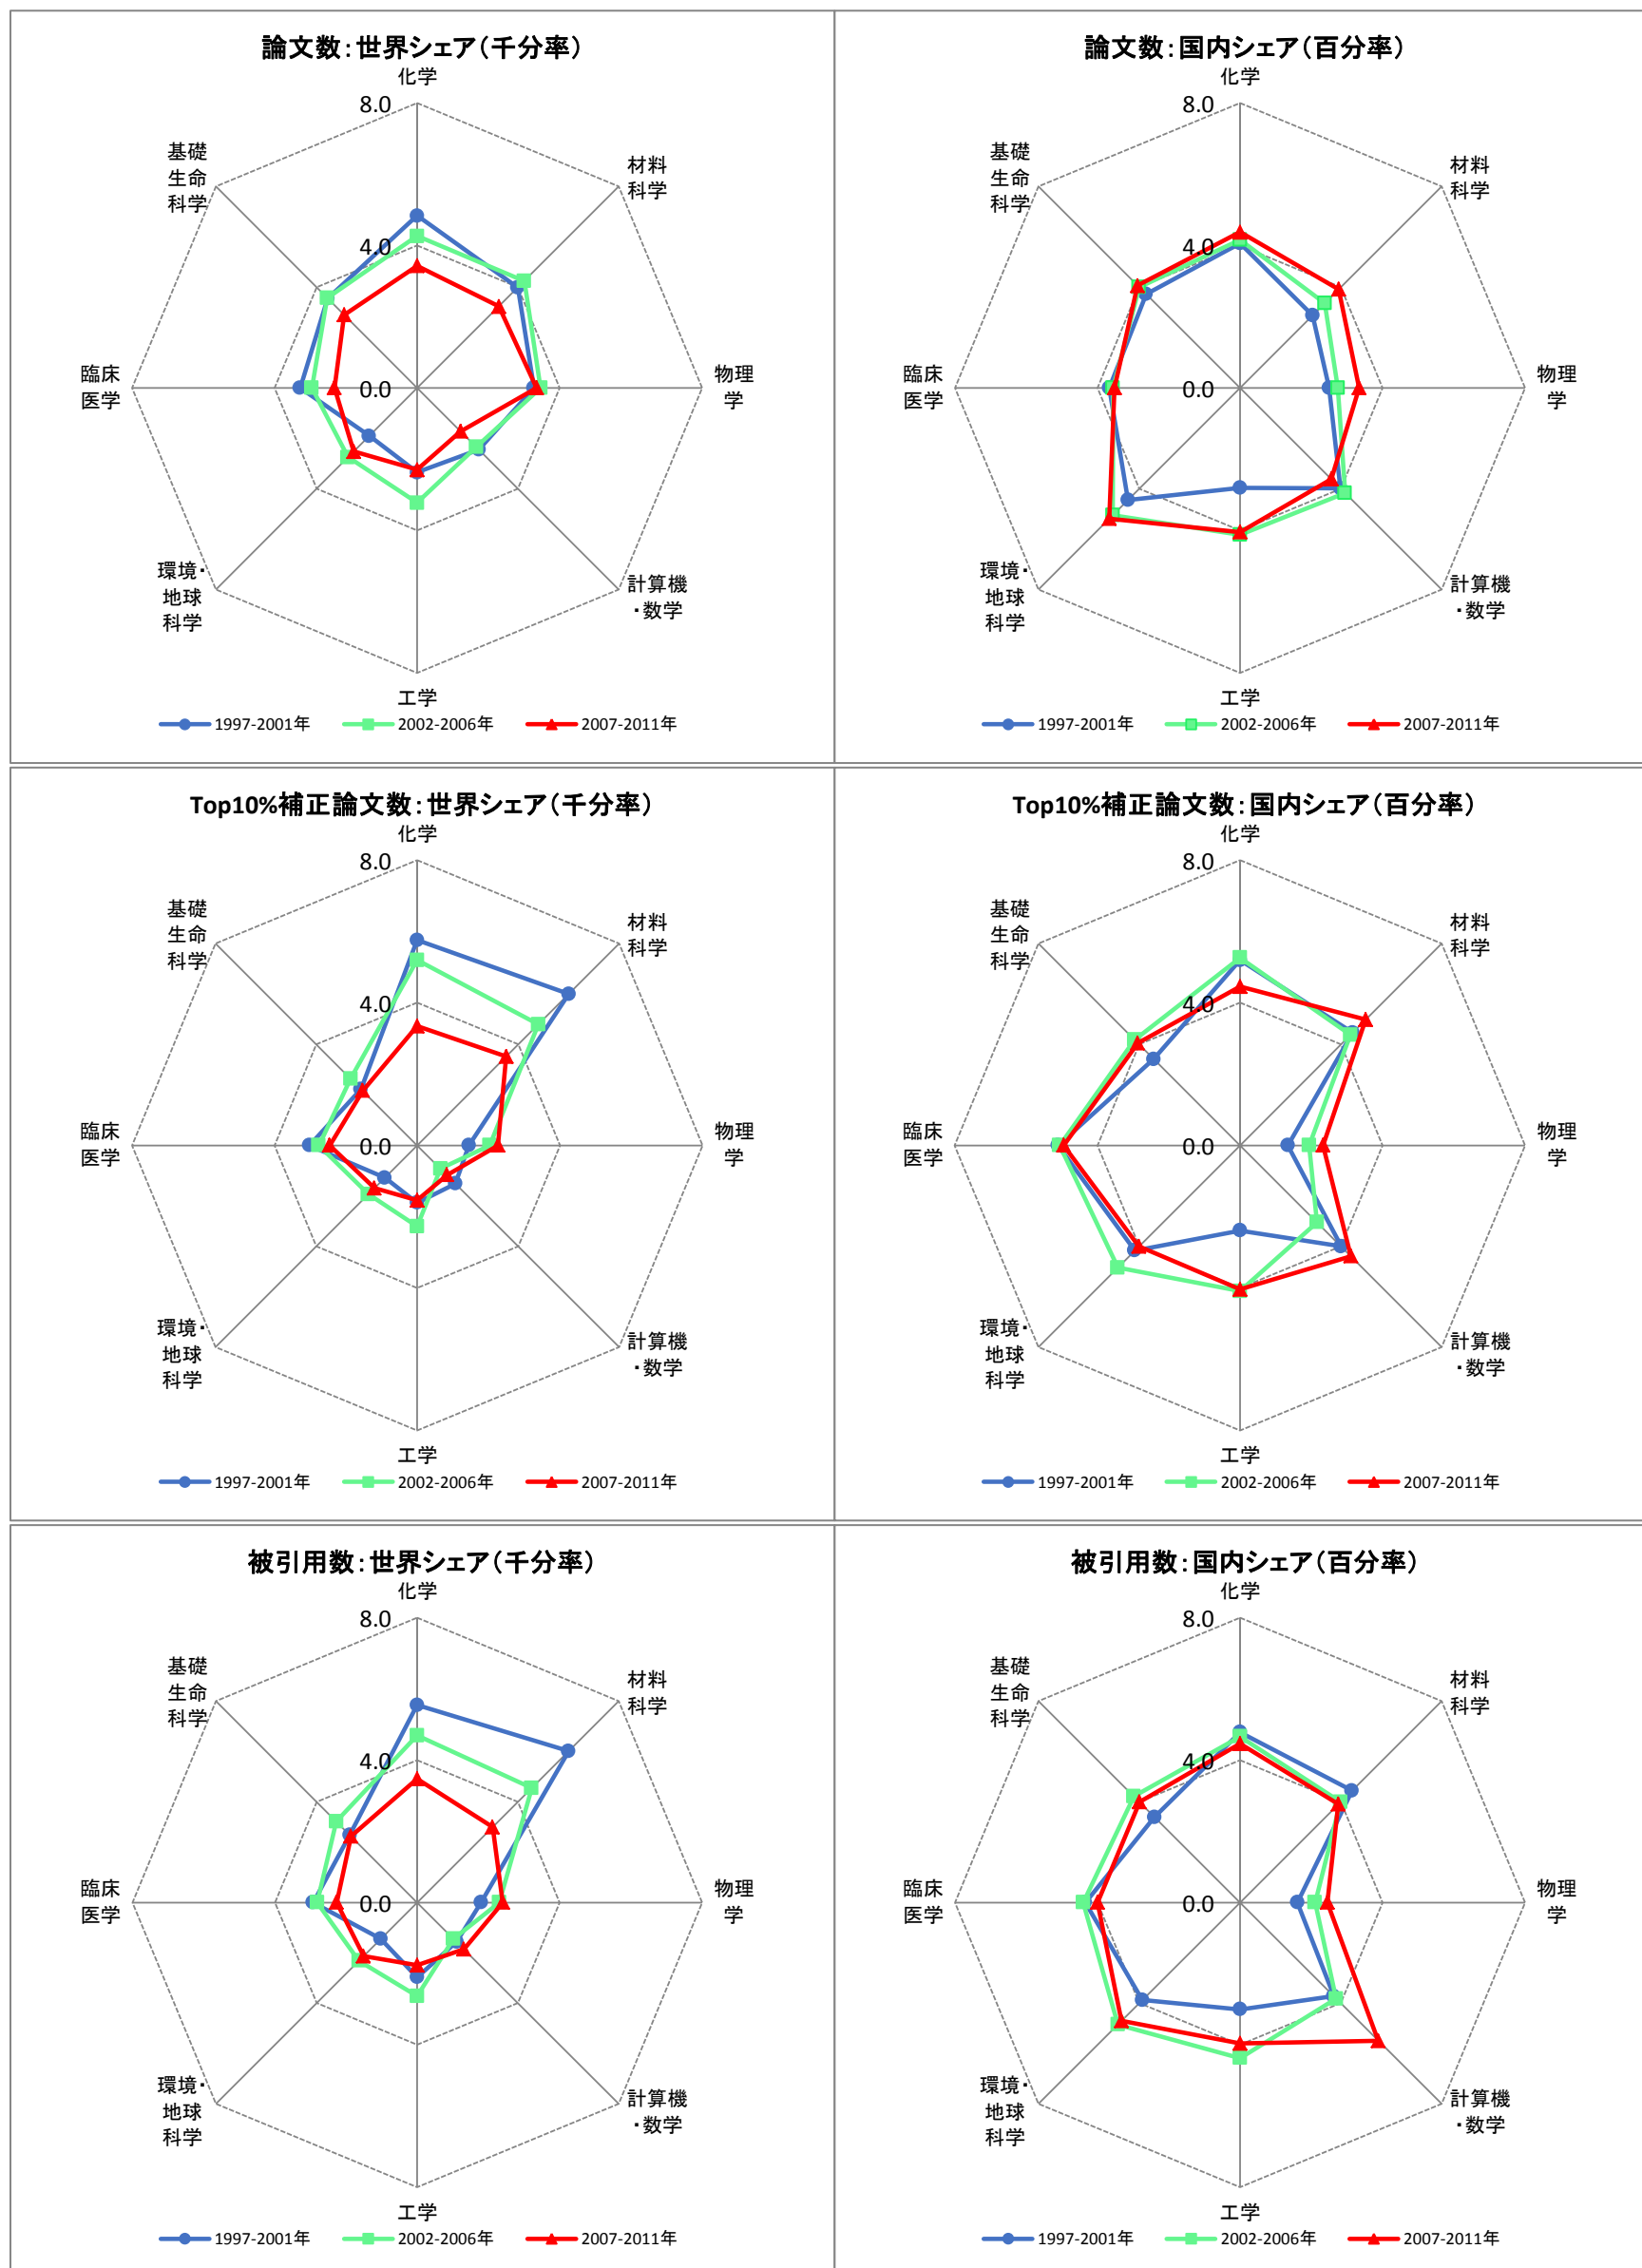 論文数：世界シェア（千分率）
化学
8.0
基礎
生命
科学
材料
科学
4.0
臨床
医学
0.0
物理
学
環境・
地球
科学
計算機
・数学
工学
1997-2001年 2002-2006年 2007-2011年
論文数：国内シェア（百分率）
化学
8.0
基礎
生命
科学
材料
科学
4.0
臨床
医学
0.0
物理
学
環境・
地球
科学
計算機
・数学
工学
1997-2001年 2002-2006年 2007-2011年
Top10%補正論文数：世界シェア（千分率）
化学
8.0
基礎
生命
科学
材料
科学
4.0
臨床
医学
0.0
物理
学
環境・
地球
科学
計算機
・数学
工学
1997-2001年 2002-2006年 2007-2011年
Top10%補正論文数：国内シェア（百分率）
化学
8.0
基礎
生命
科学
材料
科学
4.0
臨床
医学
0.0
物理
学
環境・
地球
科学
計算機
・数学
工学
1997-2001年 2002-2006年 2007-2011年
被引用数：世界シェア（千分率）
化学
8.0
基礎
生命
科学
材料
科学
4.0
臨床
医学
0.0
物理
学
環境・
地球
科学
計算機
・数学
工学
1997-2001年 2002-2006年 2007-2011年
被引用数：国内シェア（百分率）
化学
8.0
基礎
生命
科学
材料
科学
4.0
臨床
医学
0.0
物理
学
環境・
地球
科学
計算機
・数学
工学
1997-2001年 2002-2006年 2007-2011年